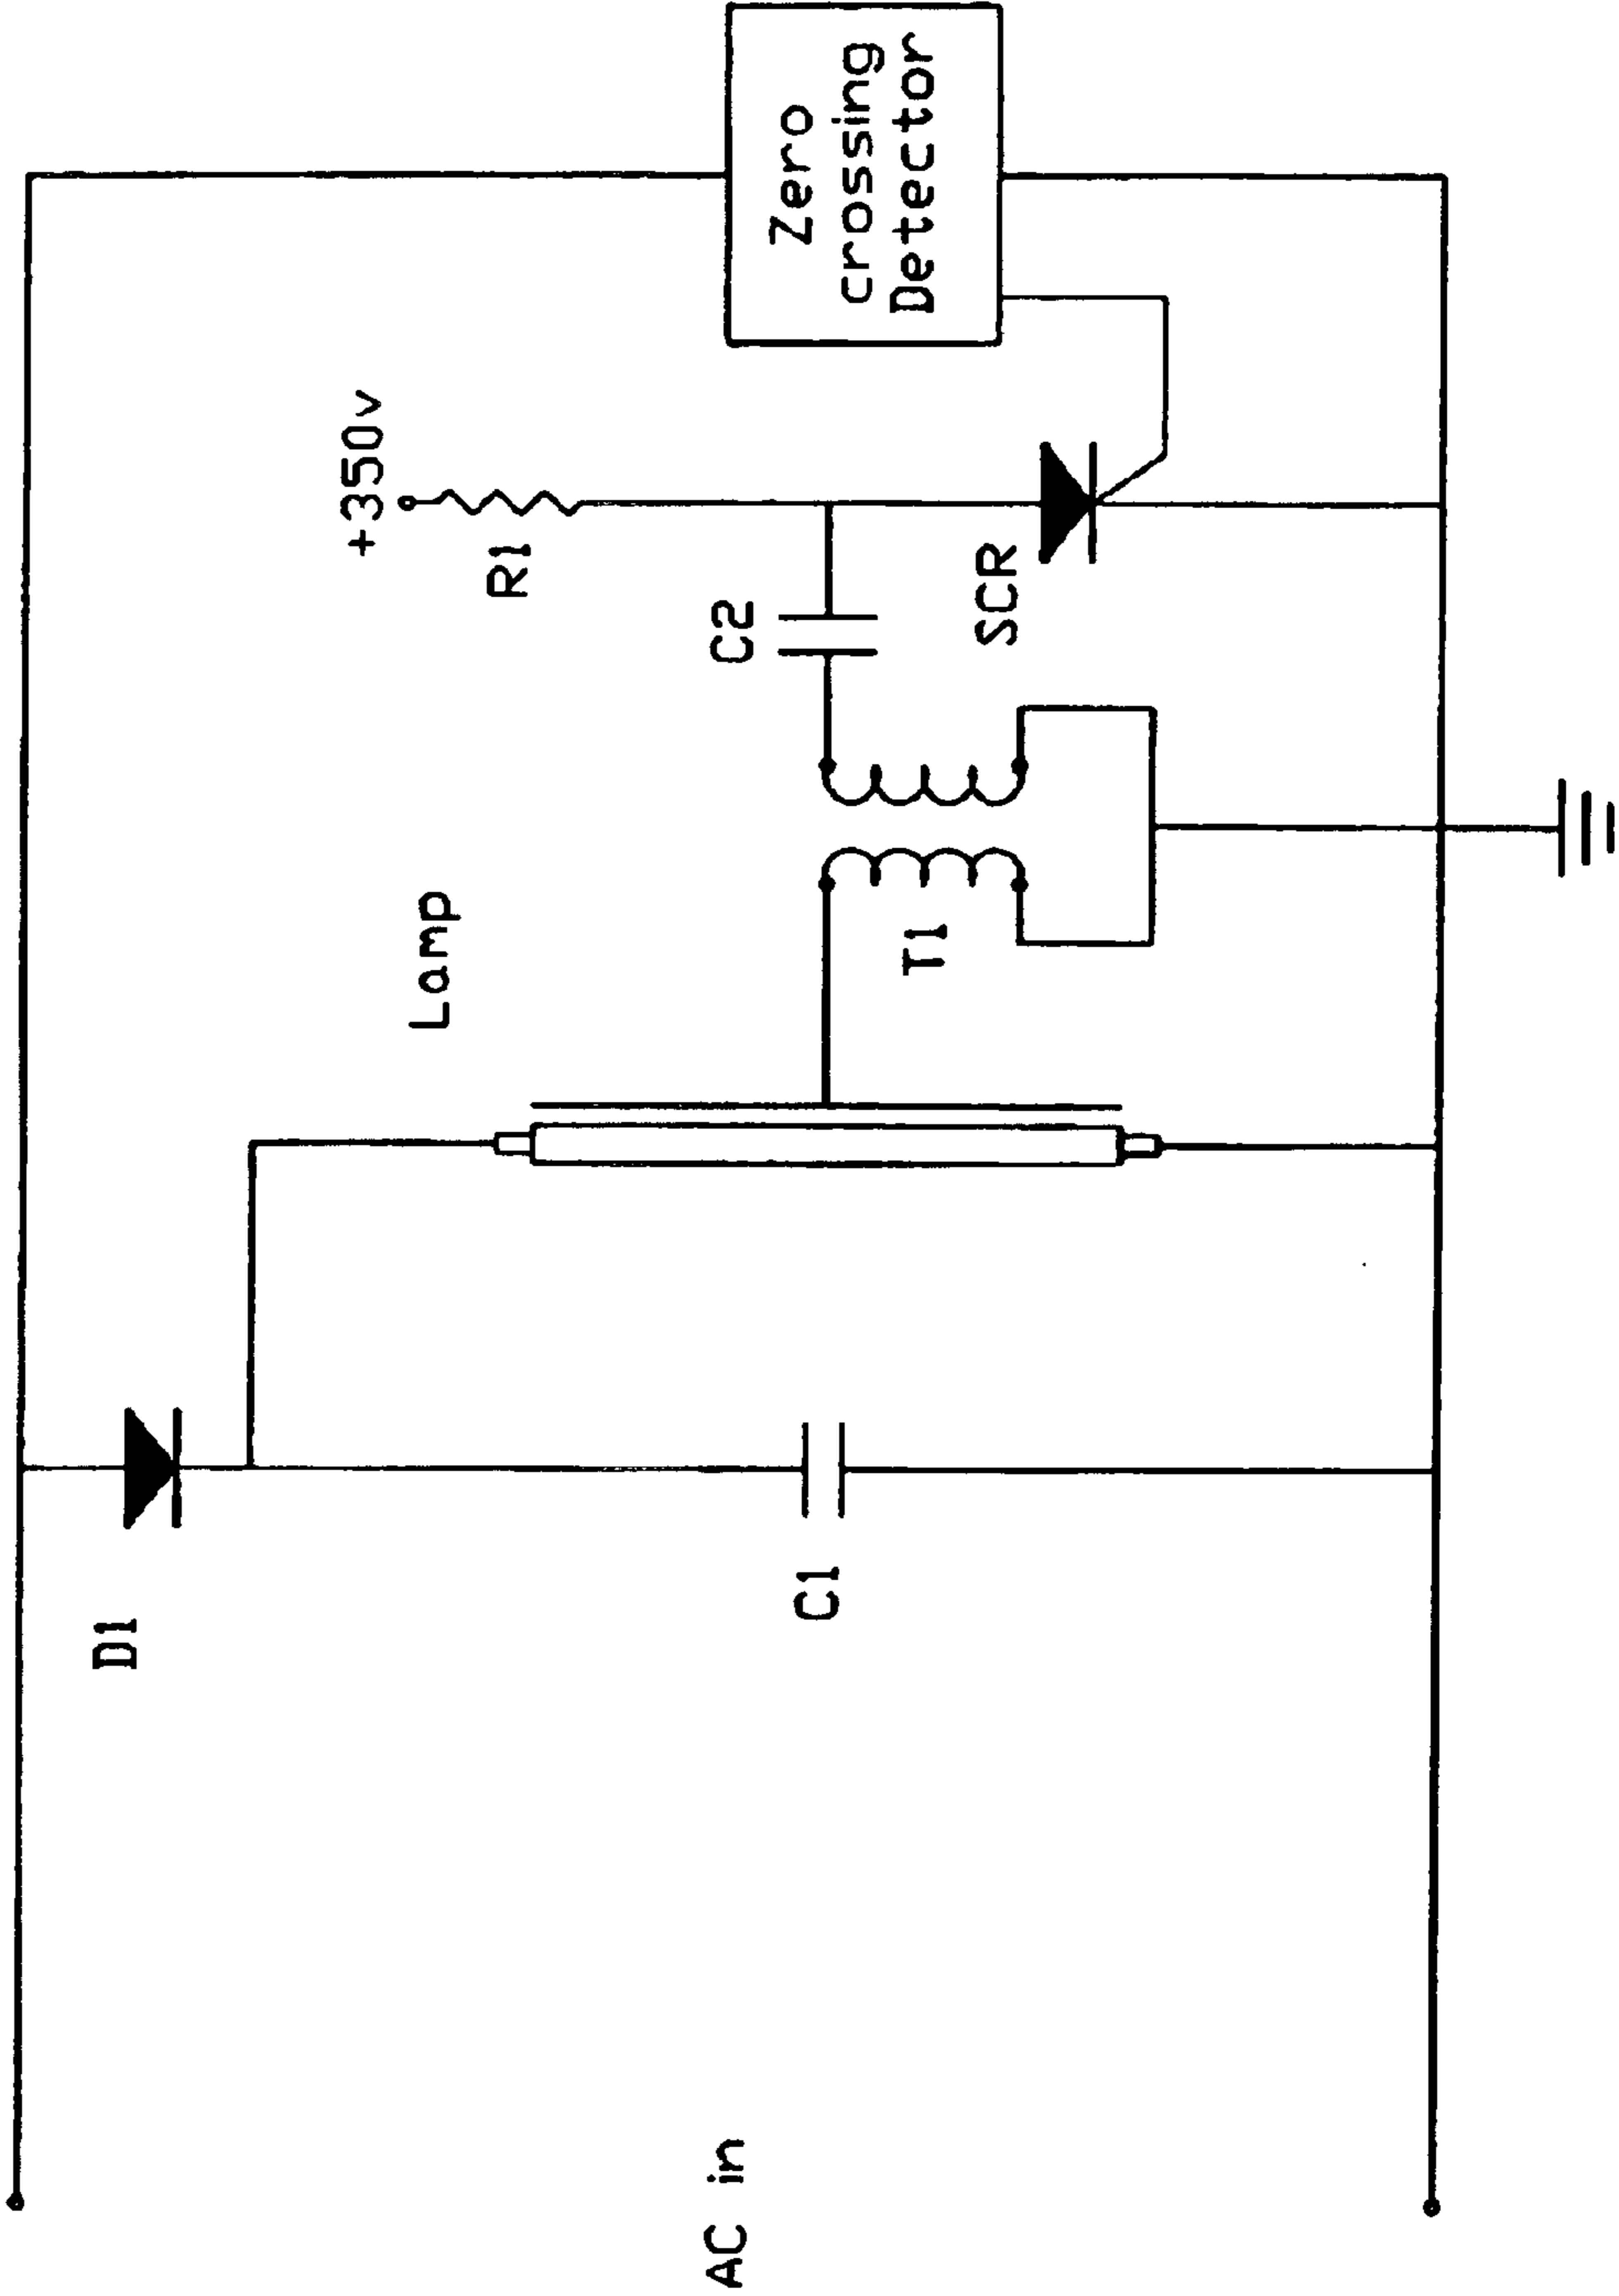 AC in
D1
C1
Lamp
T1
C2
SCR
R1
+350v
Zero
crossing
Detector